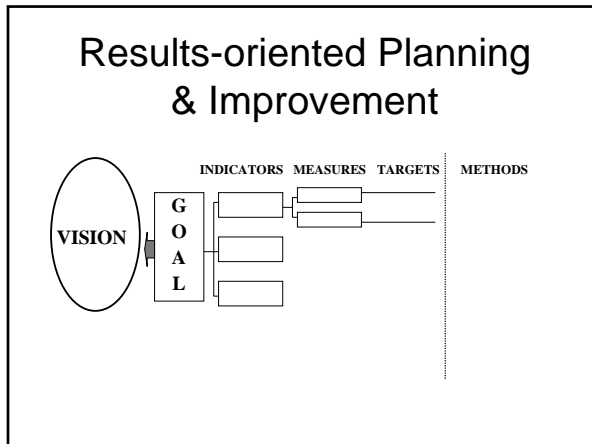 Results-oriented Planning
& Improvement
INDICATORS MEASURES TARGETS METHODS
VISION
G
O
A
L